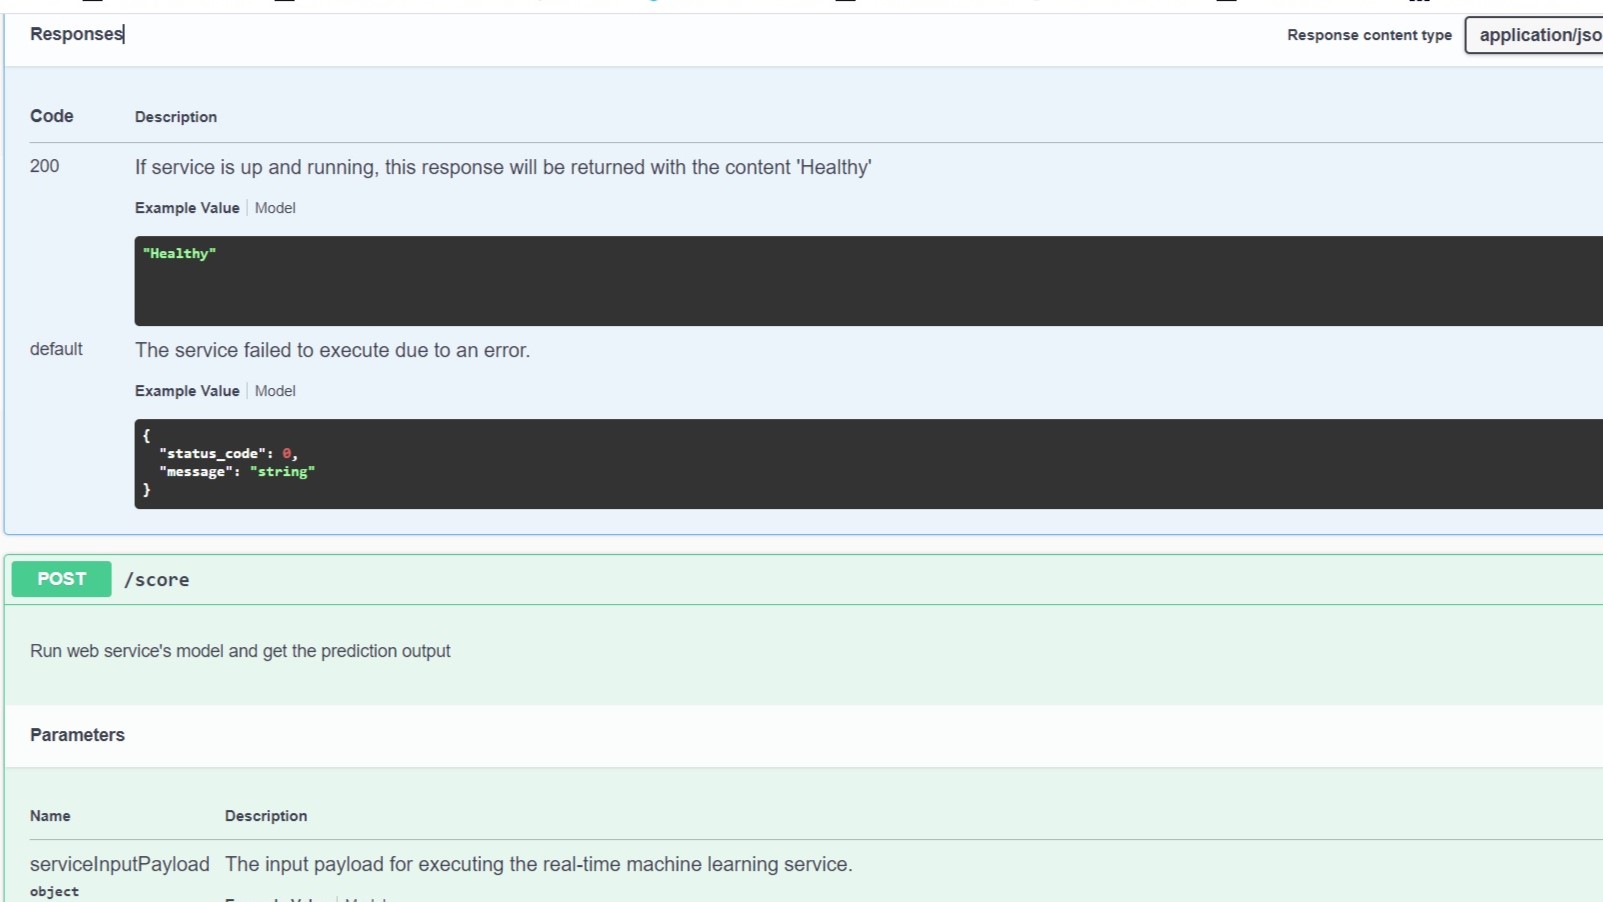 Responses
Response content type application/jso
Code Description
200 If service is up and running, this response will be returned with the content 'Healthy'
Example Value Model
"Healthy"
default The service failed to execute due to an error.
Example Value Model
{
"status_code": 0,
"message": "string"
}
POST /score
Run web service's model and get the prediction output
Parameters
Name Description
serviceInputPayload The input payload for executing the real-time machine learning service.
object